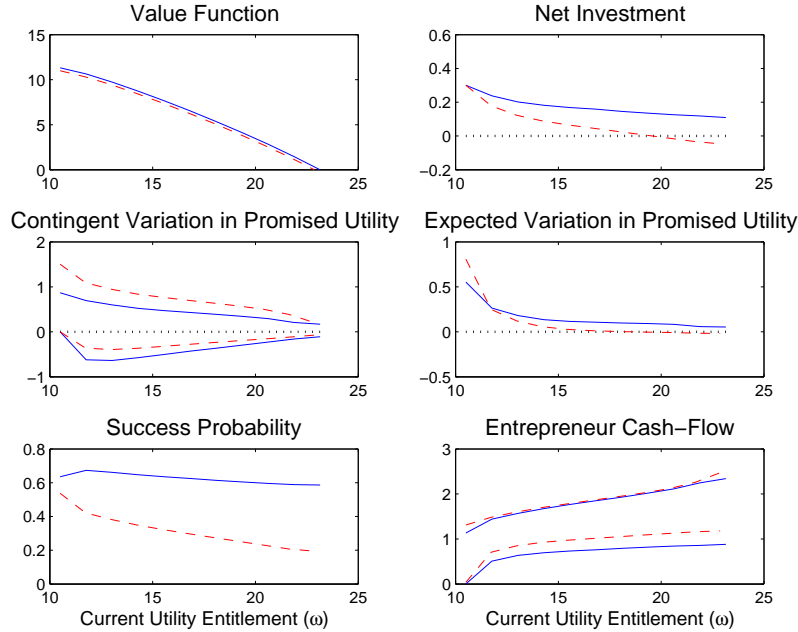 Value Function
Net Investment
15
10
5
0
10 15 20 25
0.6
0.4
0.2
0
−0.2
10 15 20 25
Contingent Variation in Promised Utility
Expected Variation in Promised Utility
2
1
0
−1
10 15 20 25
1
0.5
0
−0.5
10 15 20 25
Success Probability
Entrepreneur Cash−Flow
0.8
0.6
0.4
0.2
0
10 15 20 25
Current Utility Entitlement (ω)
3
2
1
0
10 15 20 25
Current Utility Entitlement (ω)